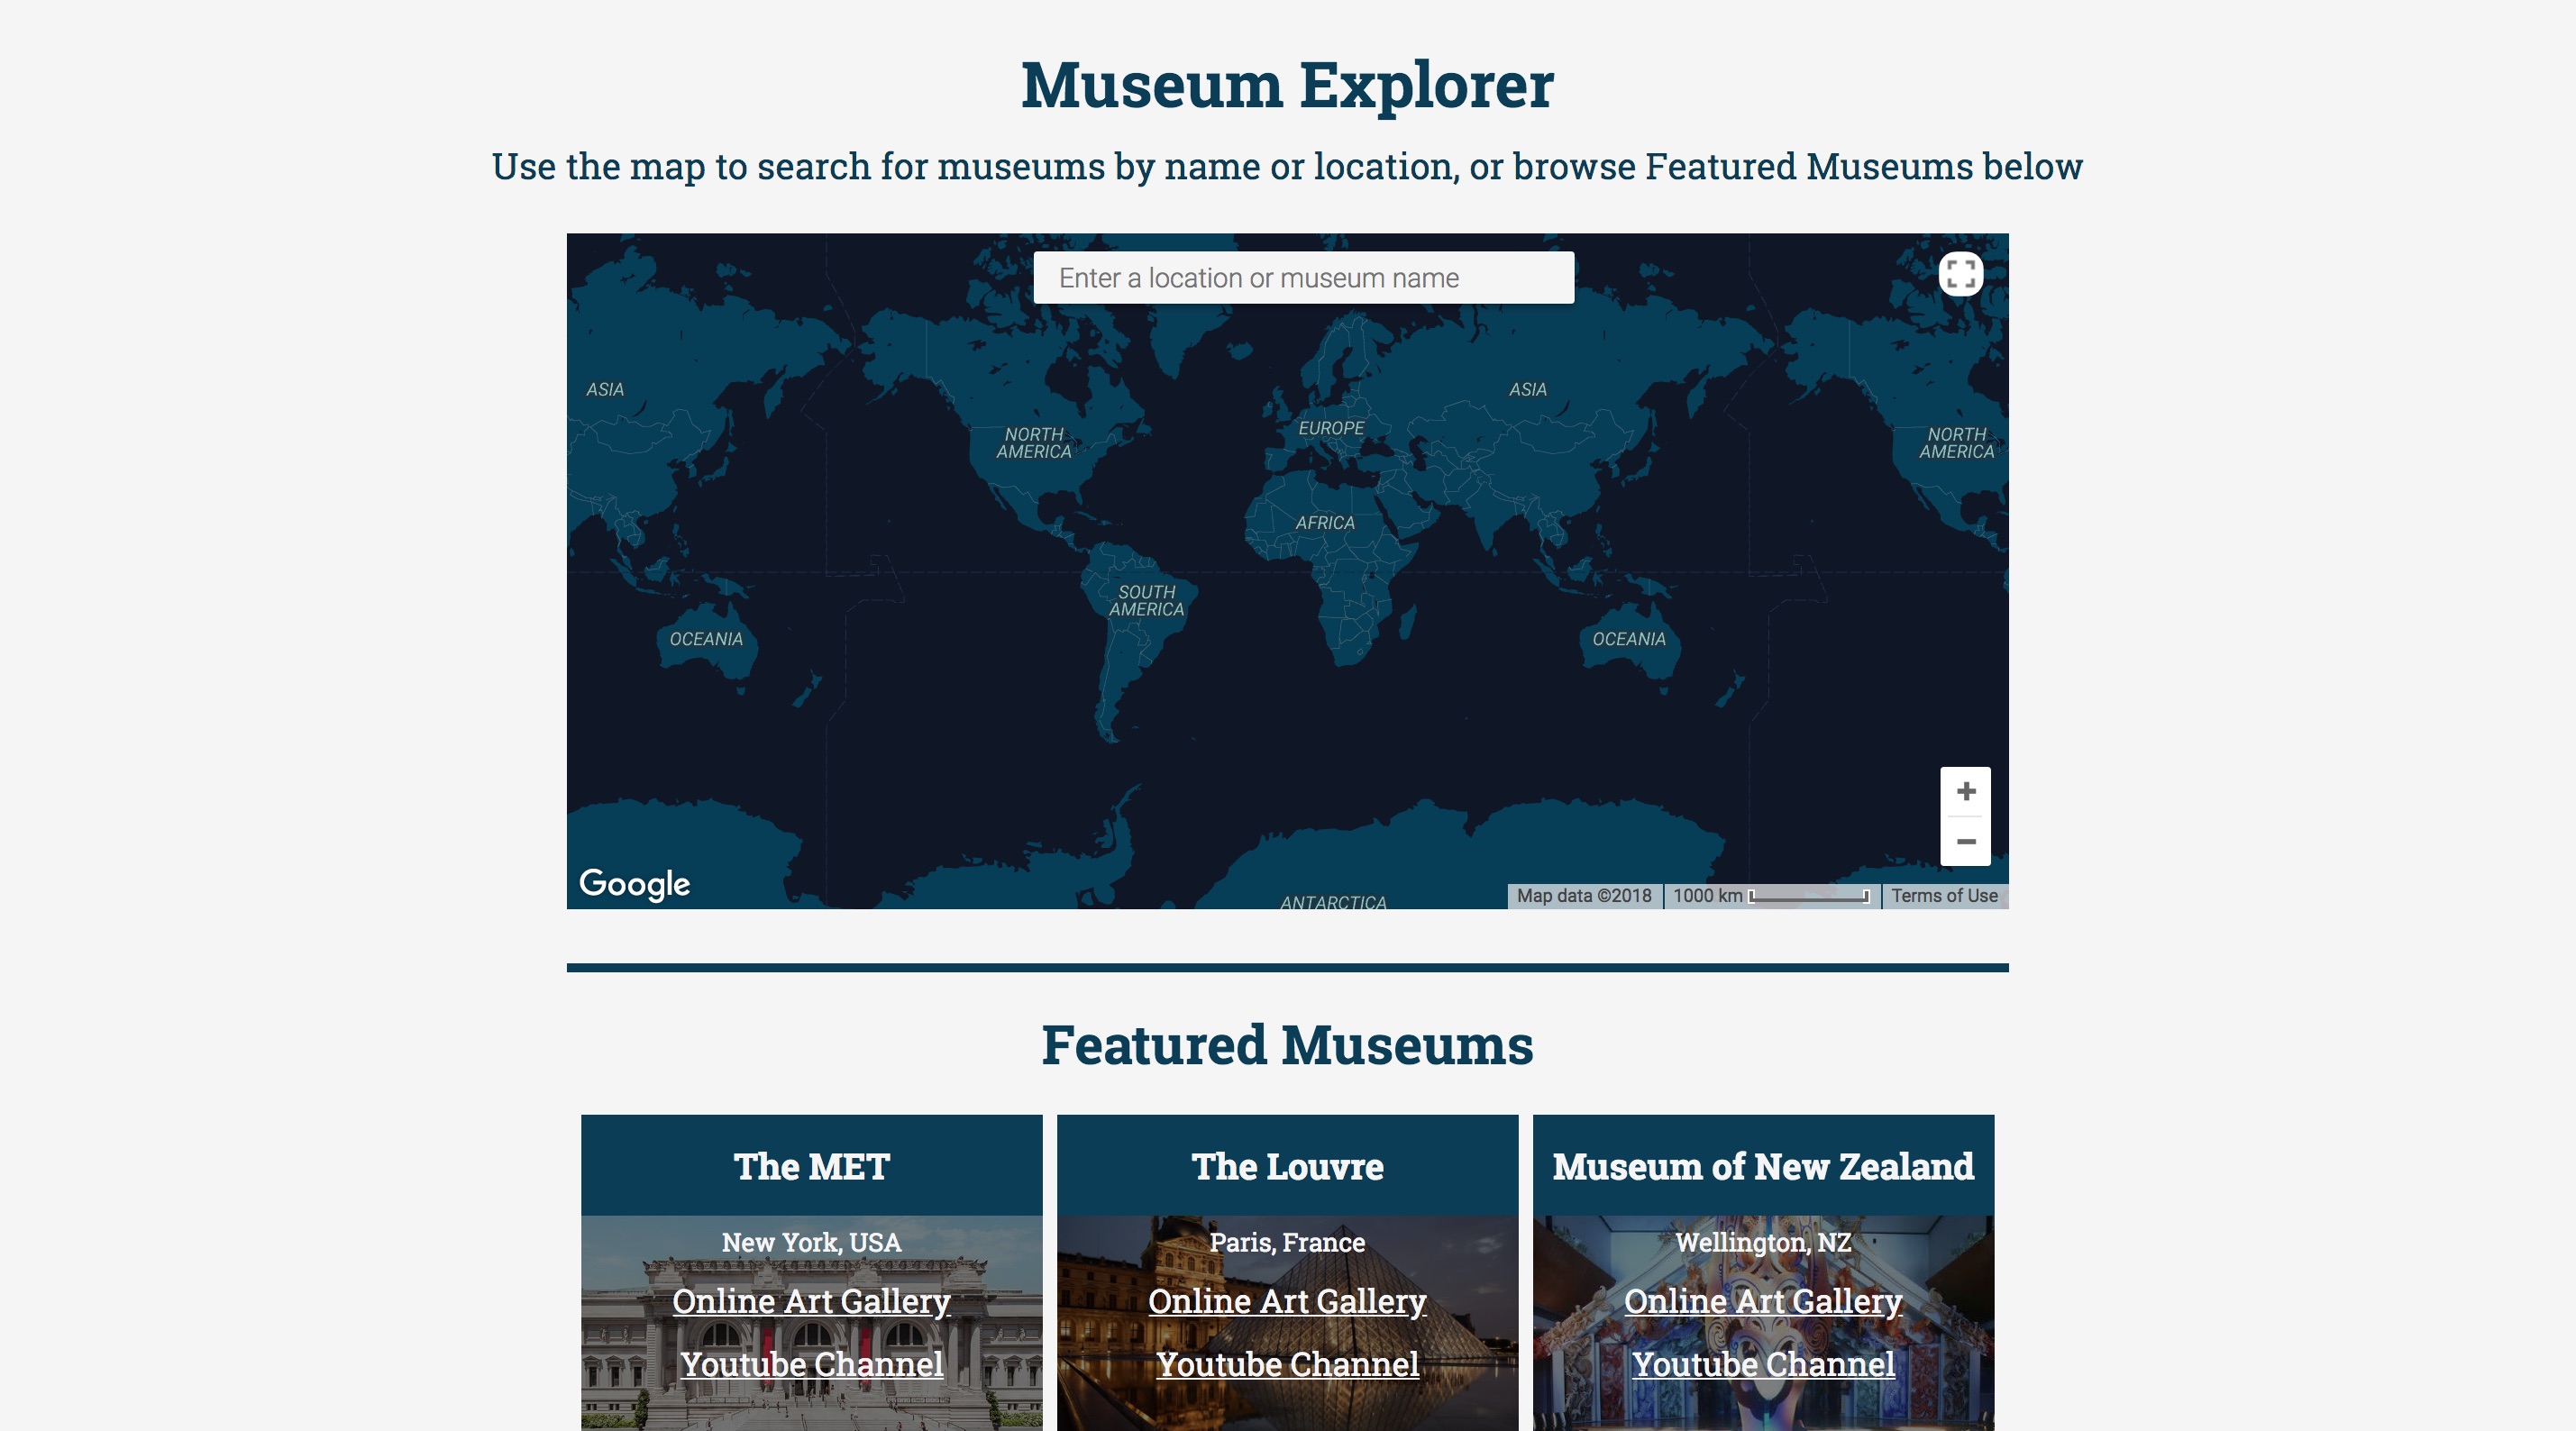 Museum Explorer
Use the map to search for museums by name or location, or browse Featured Museums below
Enter a location or museum name
ASIA
ASIA
EUROPE
NORTH
AMERICA
NORTH
AMERICA
AFRICA
SOUTH
AMERICA
OCEANIA
OCEANIA
+
−
Google
Map data ©2018
1000 km
Terms of Use
ANTARCTICA
Featured Museums
The MET
New York, USA
Online Art Gallery
Youtube Channel
The Louvre
Paris, France
Online Art Gallery
Youtube Channel
Museum of New Zealand
Wellington, NZ
Online Art Gallery
Youtube Channel